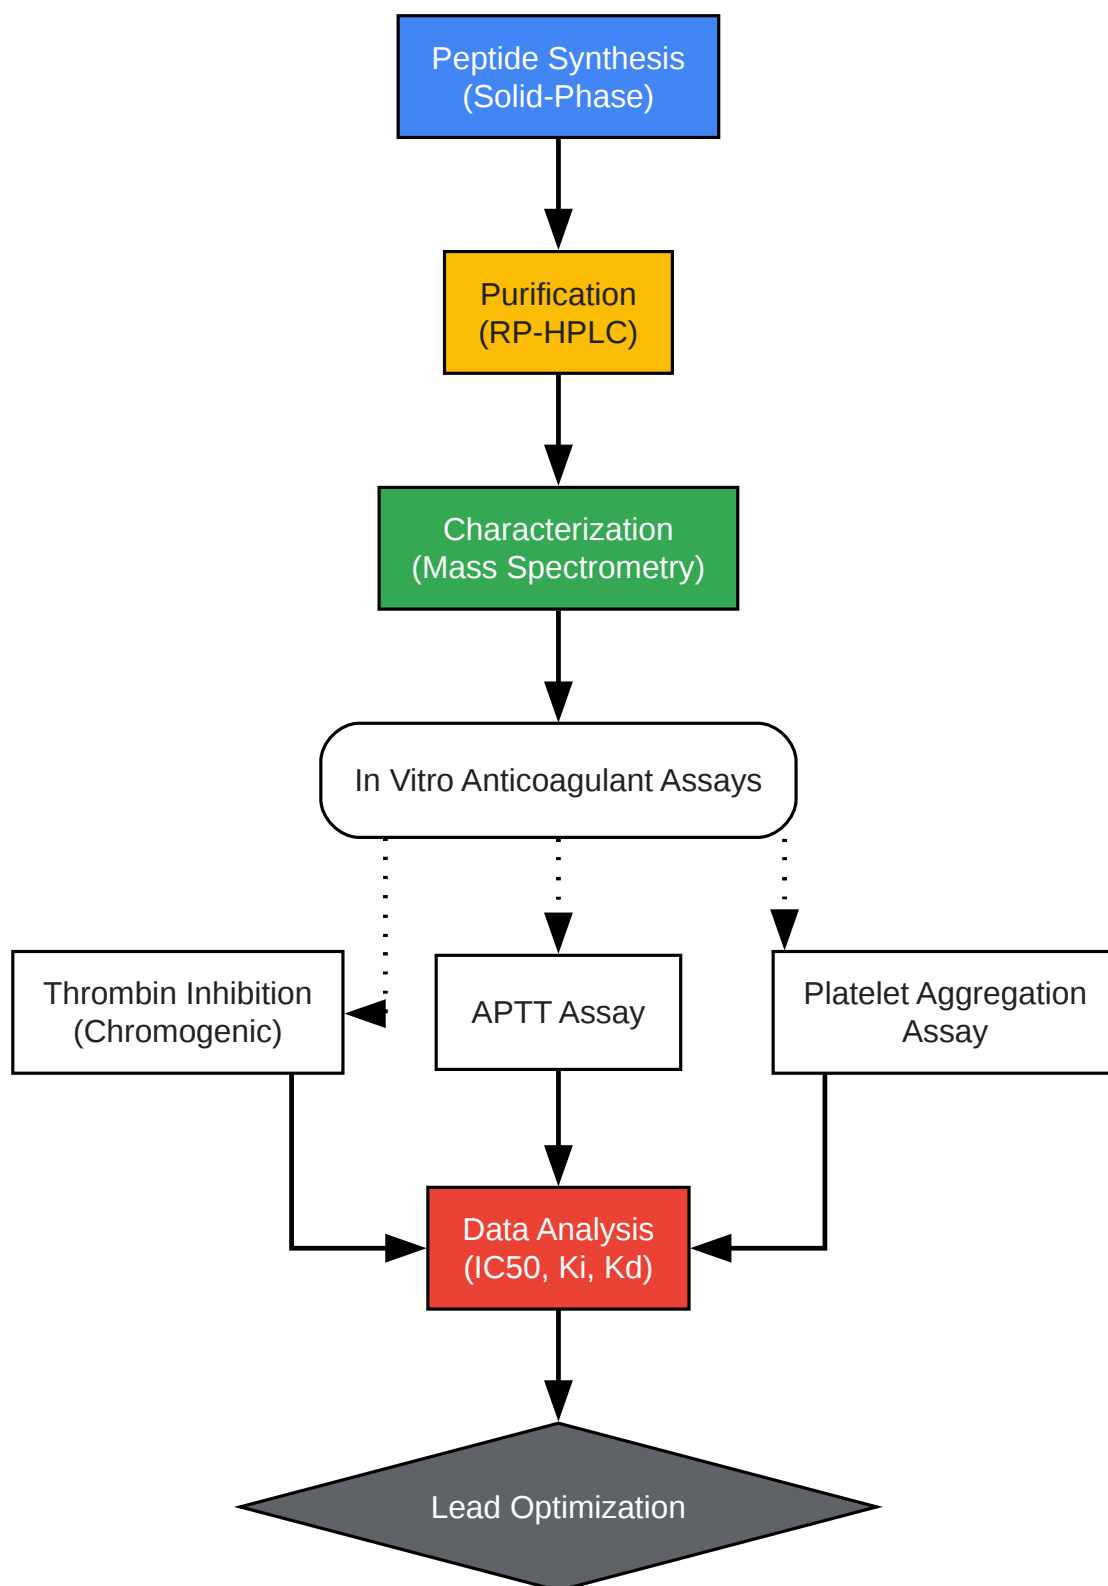 Peptide Synthesis
(Solid-Phase)
Purification
(RP-HPLC)
Characterization
(Mass Spectrometry)
In Vitro Anticoagulant Assays
Thrombin Inhibition
(Chromogenic)
APTT Assay
Platelet Aggregation
Assay
Data Analysis
(IC50, Ki, Kd)
Lead Optimization